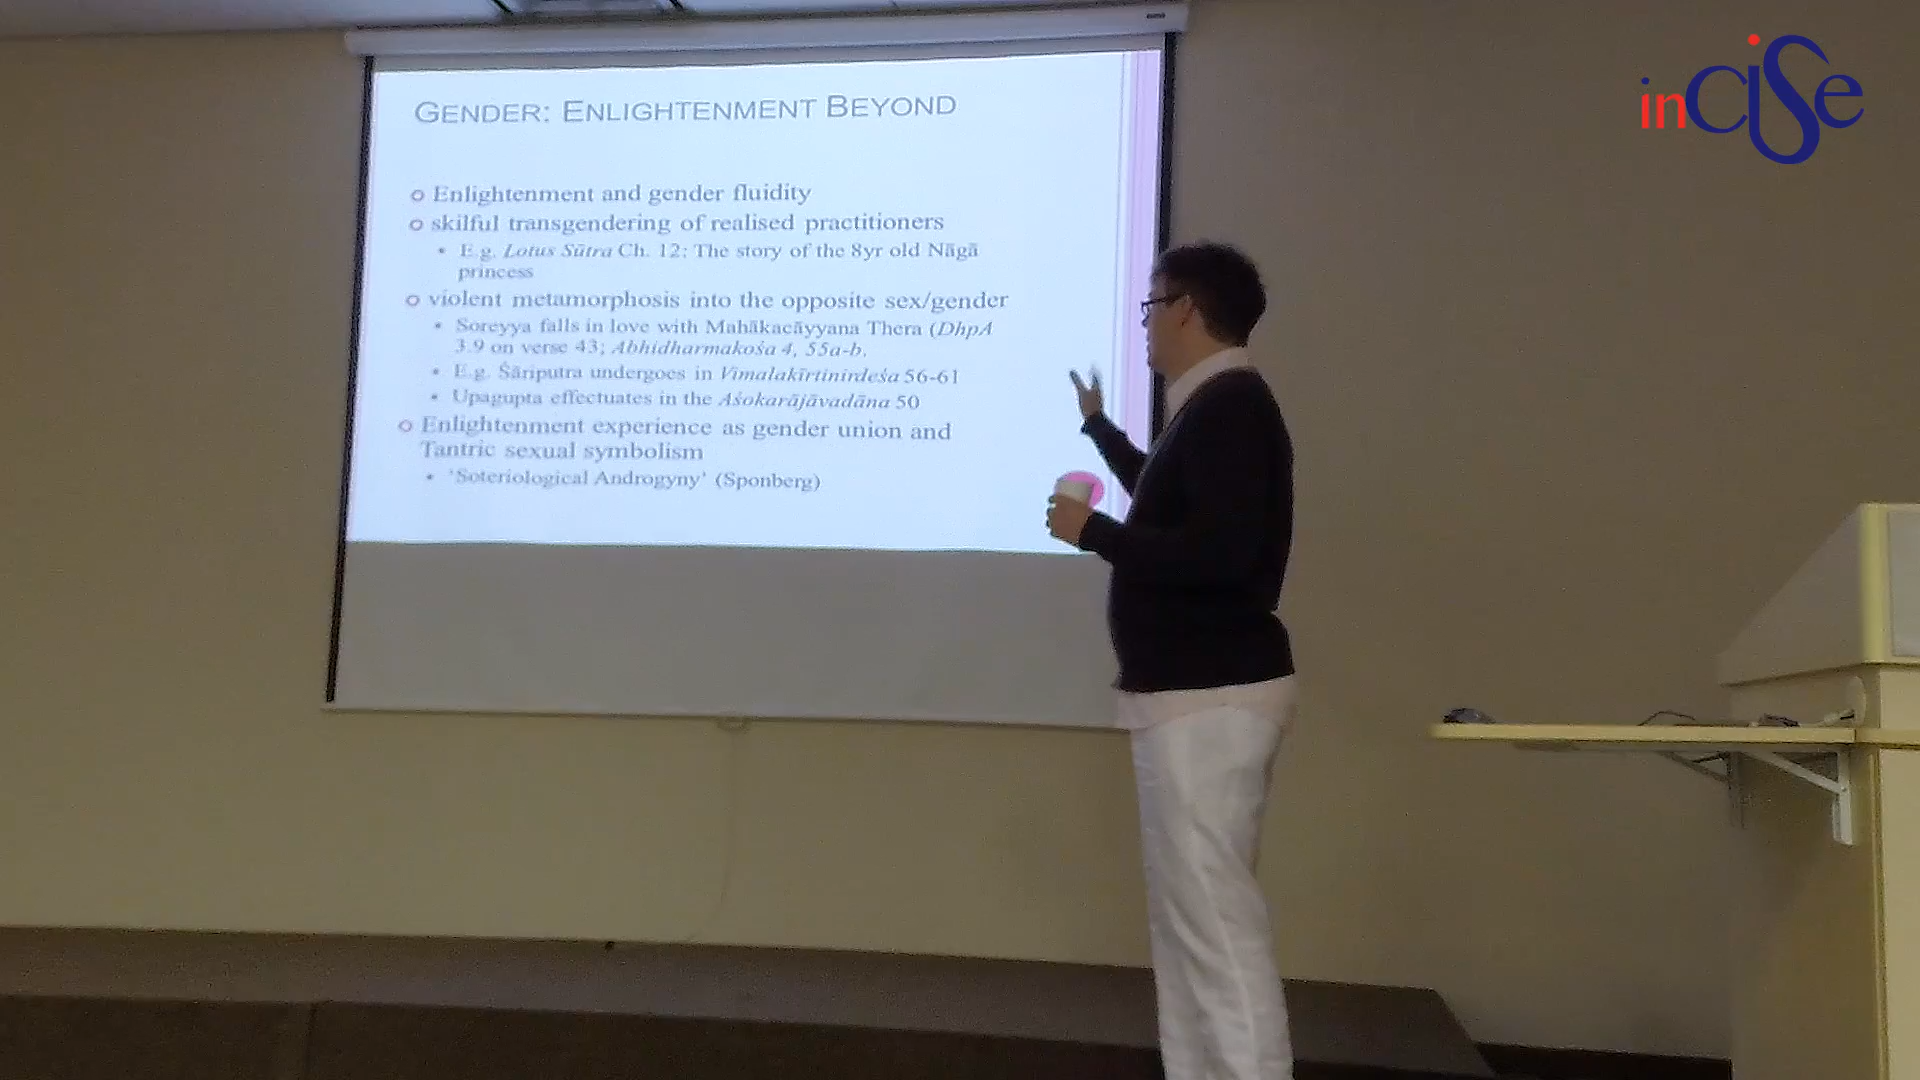 GENDER: ENLIGHTENMENT BEYOND
Enlightenment and gender fluidity
skilful transgendering of realised practitioners
E.g. Lotus Sūtra Ch. 12: The story of the 8yr old Nāgā
princess
violent metamorphosis into the opposite sex/gender
Soreyya falls in love with Mahākacāyyana Thera (DhpA
3.9 on verse 43; Abhidharmakośa 4, 55a-b.
E.g. Śāriputra undergoes in Vimalakīrtinirdeśa 56-61
Upagupta effectuates in the Aśokarājāvadāna 50
Enlightenment experience as gender union and
Tantric sexual symbolism
'Soteriological Androgyny' (Sponberg)
inCISe